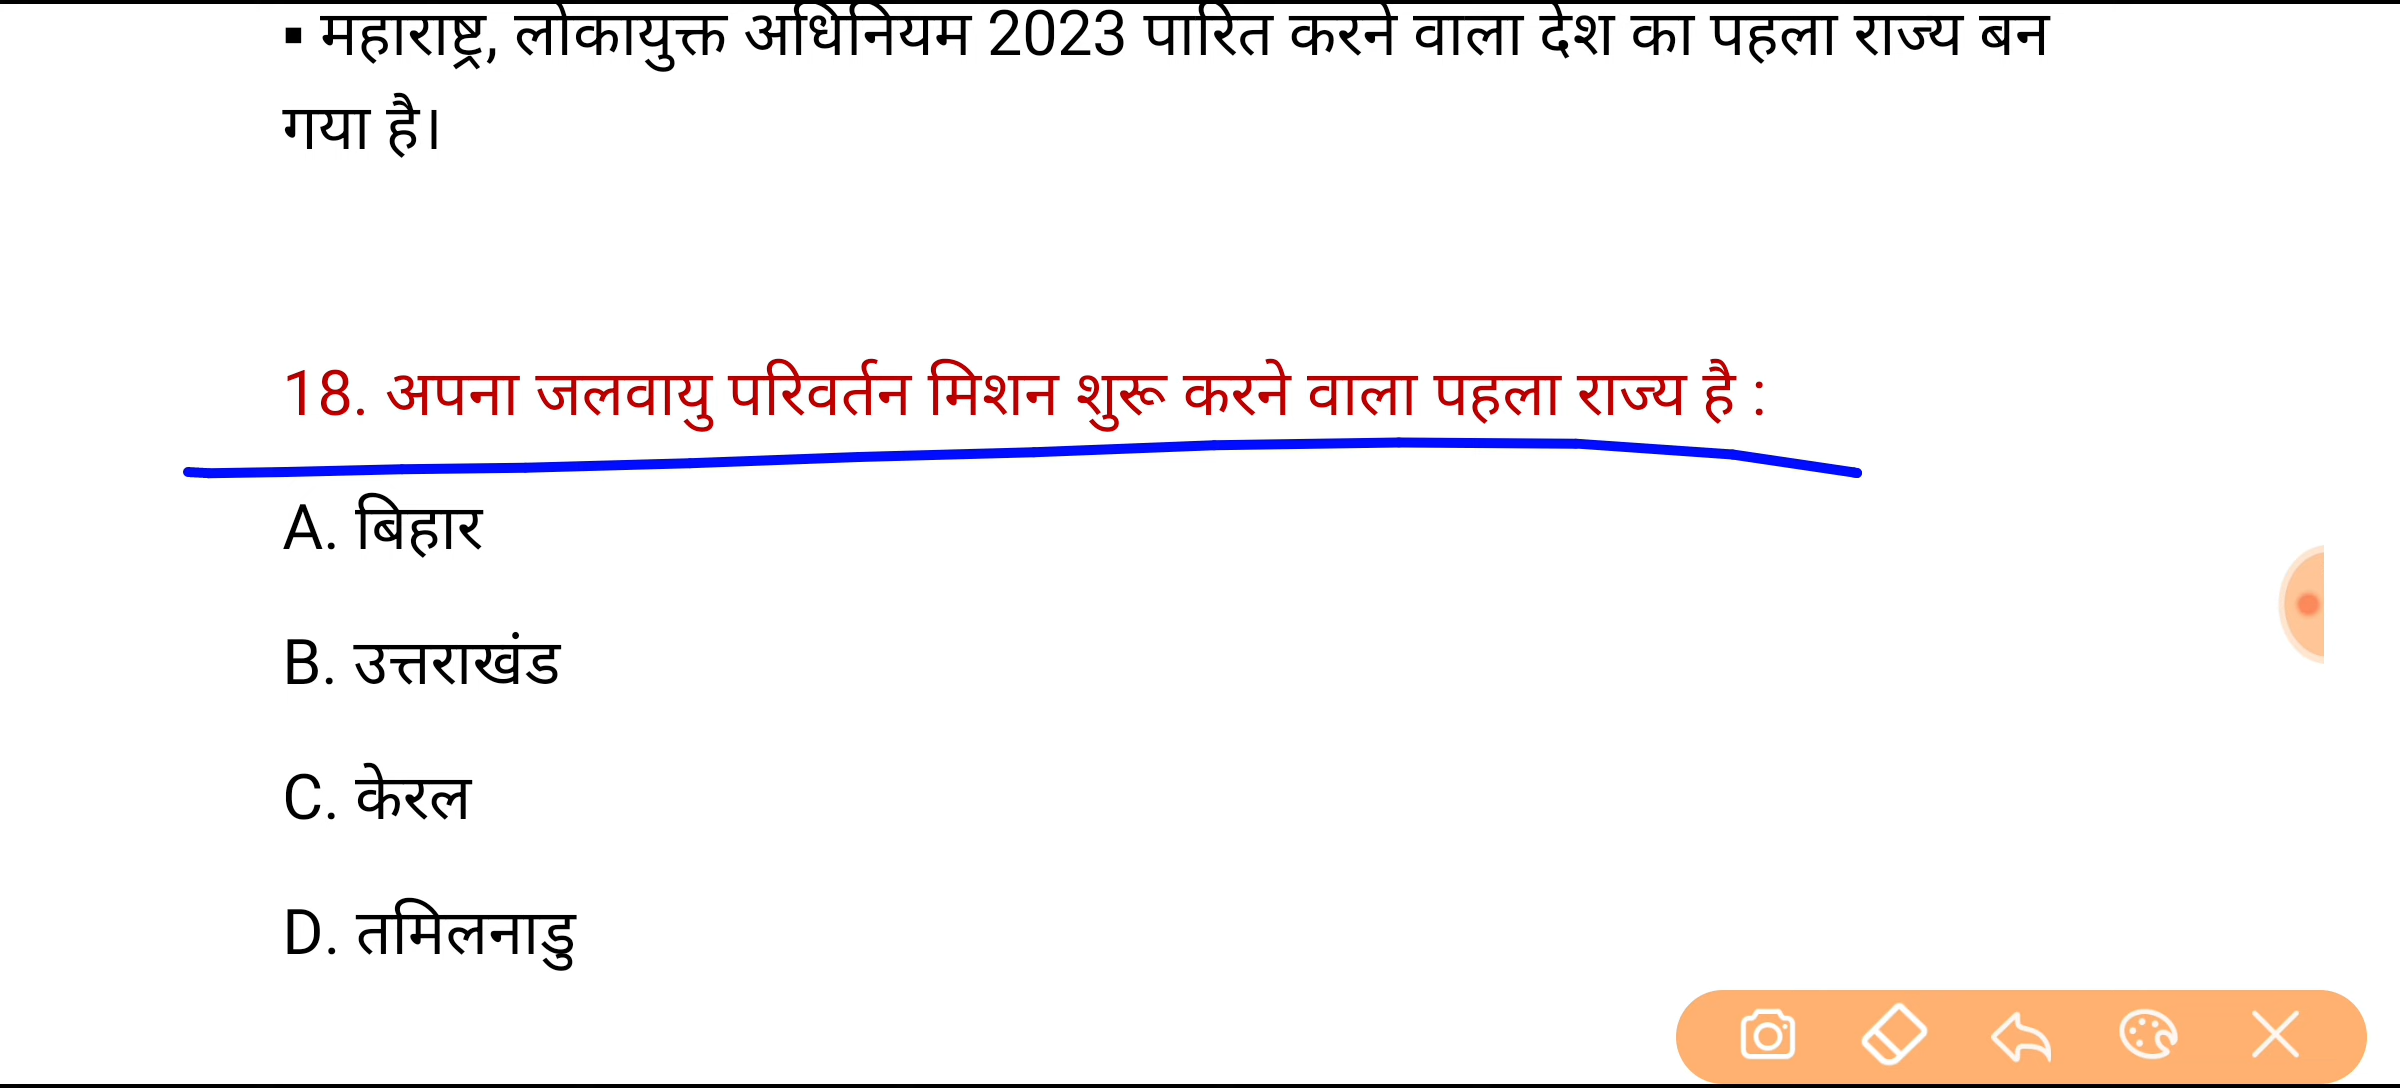 ▪ महाराष्ट्र, लोकायुक्त अधिनियम 2023 पारित करने वाला देश का पहला राज्य बन
गया है।
18. अपना जलवायु परिवर्तन मिशन शुरू करने वाला पहला राज्य है :
A. बिहार
B. उत्तराखंड
C. केरल
D. तमिलनाडु